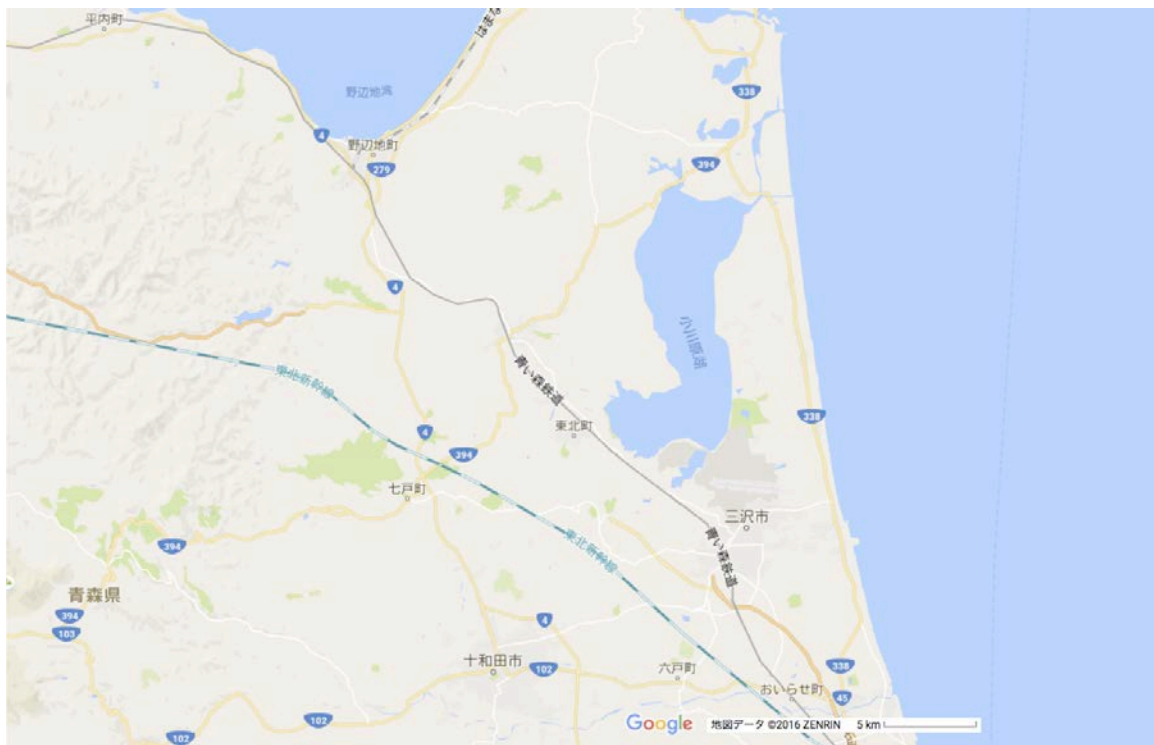 平内町
はまな
野辺地湾
338
4
野辺地町
279
394
4
小川原湖
東北新幹線
青い森鉄道
338
4
東北町
394
七戸町
三沢市
394
東北新幹線
青い森鉄道
青森県
394
103
4
十和田市
102
六戸町
338
おいらせ町
45
102
102
Google
地図データ ©2016 ZENRIN
5 km